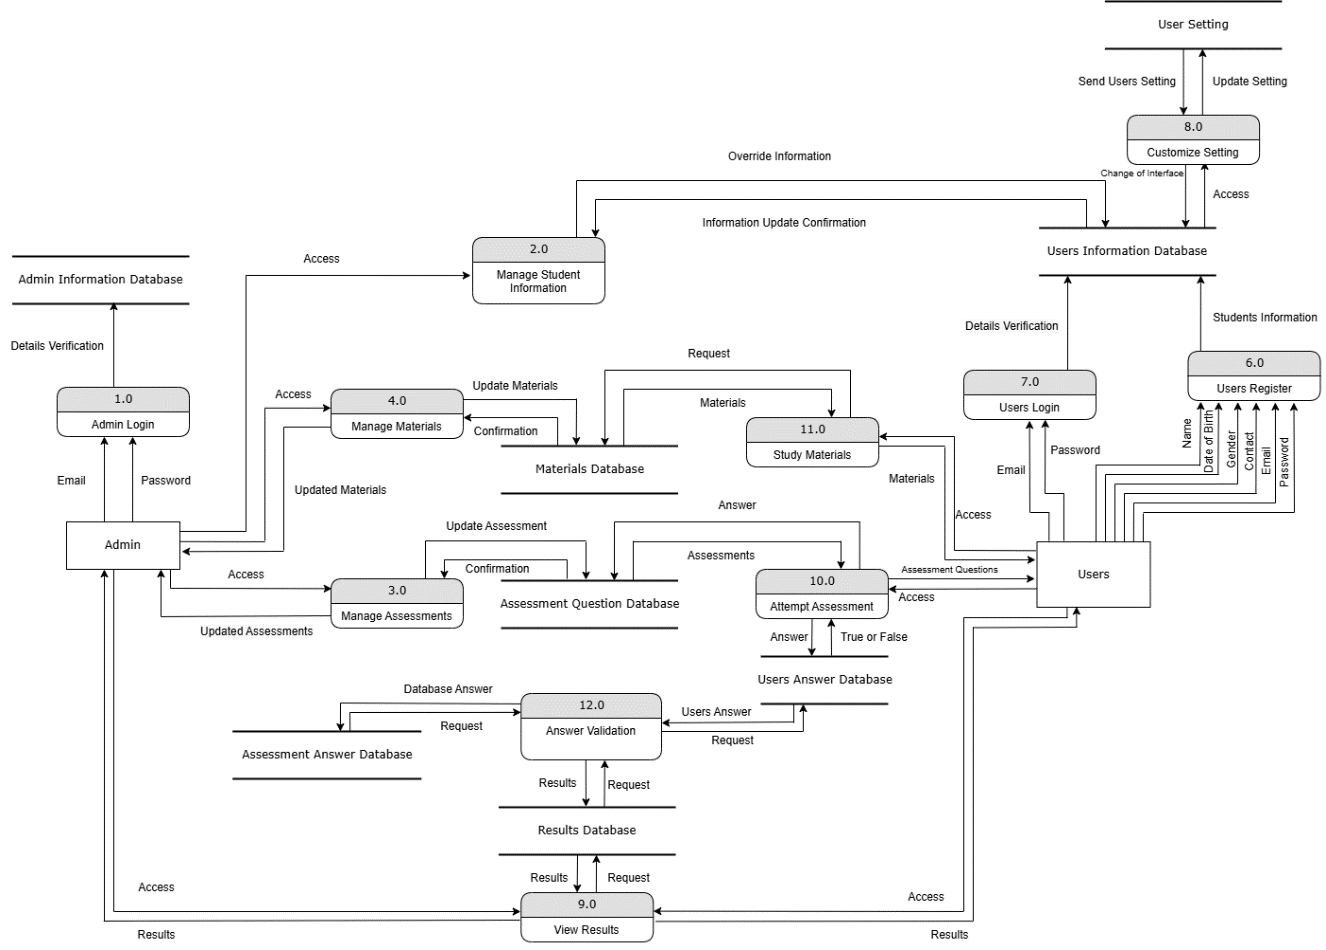 User Setting
Send Users Setting
Update Setting
8.0
Customize Setting
Override Information
Change of Interface
Access
Information Update Confirmation
2.0
Manage Student
Information
Users Information Database
Access
Admin Information Database
Students Information
Details Verification
Details Verification
Request
6.0
Users Register
7.0
Users Login
1.0
Admin Login
Access
4.0
Manage Materials
Update Materials
Materials
Confirmation
11.0
Study Materials
Name
Date of Birth
Gender
Contact
Email
Password
Password
Email
Materials Database
Email
Password
Updated Materials
Materials
Answer
Access
Admin
Update Assessment
Assessments
Confirmation
Access
3.0
Manage Assessments
Assessment Question Database
10.0
Attempt Assessment
Assessment Questions
Access
Users
Updated Assessments
Answer
True or False
Users Answer Database
Database Answer
12.0
Answer Validation
Users Answer
Request
Request
Assessment Answer Database
Results
Request
Results Database
Results
Request
Access
Access
9.0
View Results
Results
Results